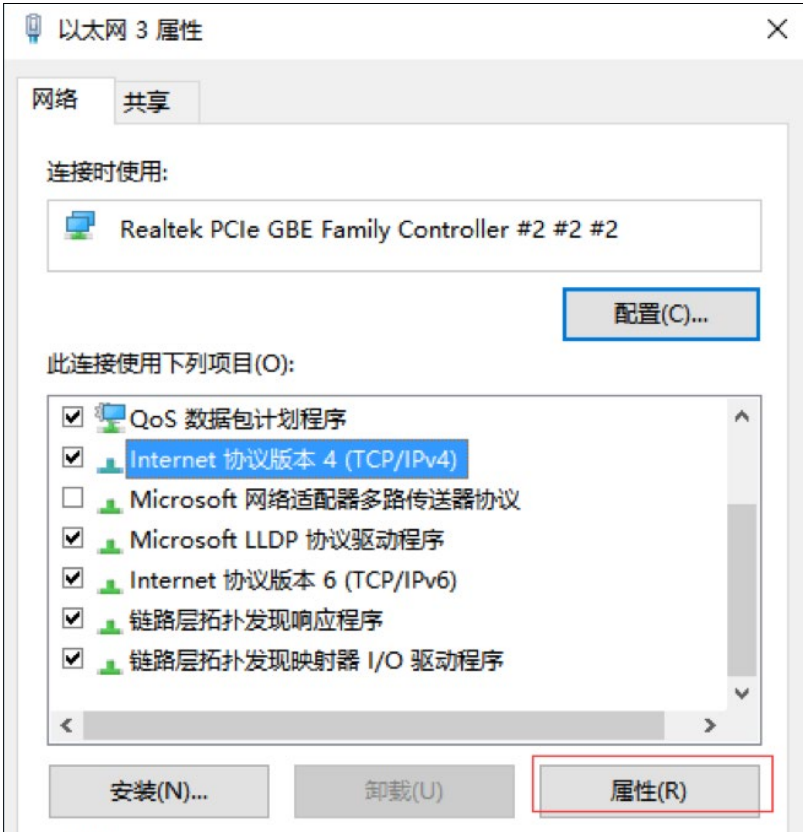 以太网 3 属性
网络
共享
连接时使用:
Realtek PCIe GBE Family Controller #2 #2 #2
配置(C)...
此连接使用下列项目(O):
QoS 数据包计划程序
Internet 协议版本 4 (TCP/IPv4)
Microsoft 网络适配器多路传送器协议
Microsoft LLDP 协议驱动程序
Internet 协议版本 6 (TCP/IPv6)
链路层拓扑发现响应程序
链路层拓扑发现映射器 I/O 驱动程序
安装(N)...
卸载(U)
属性(R)